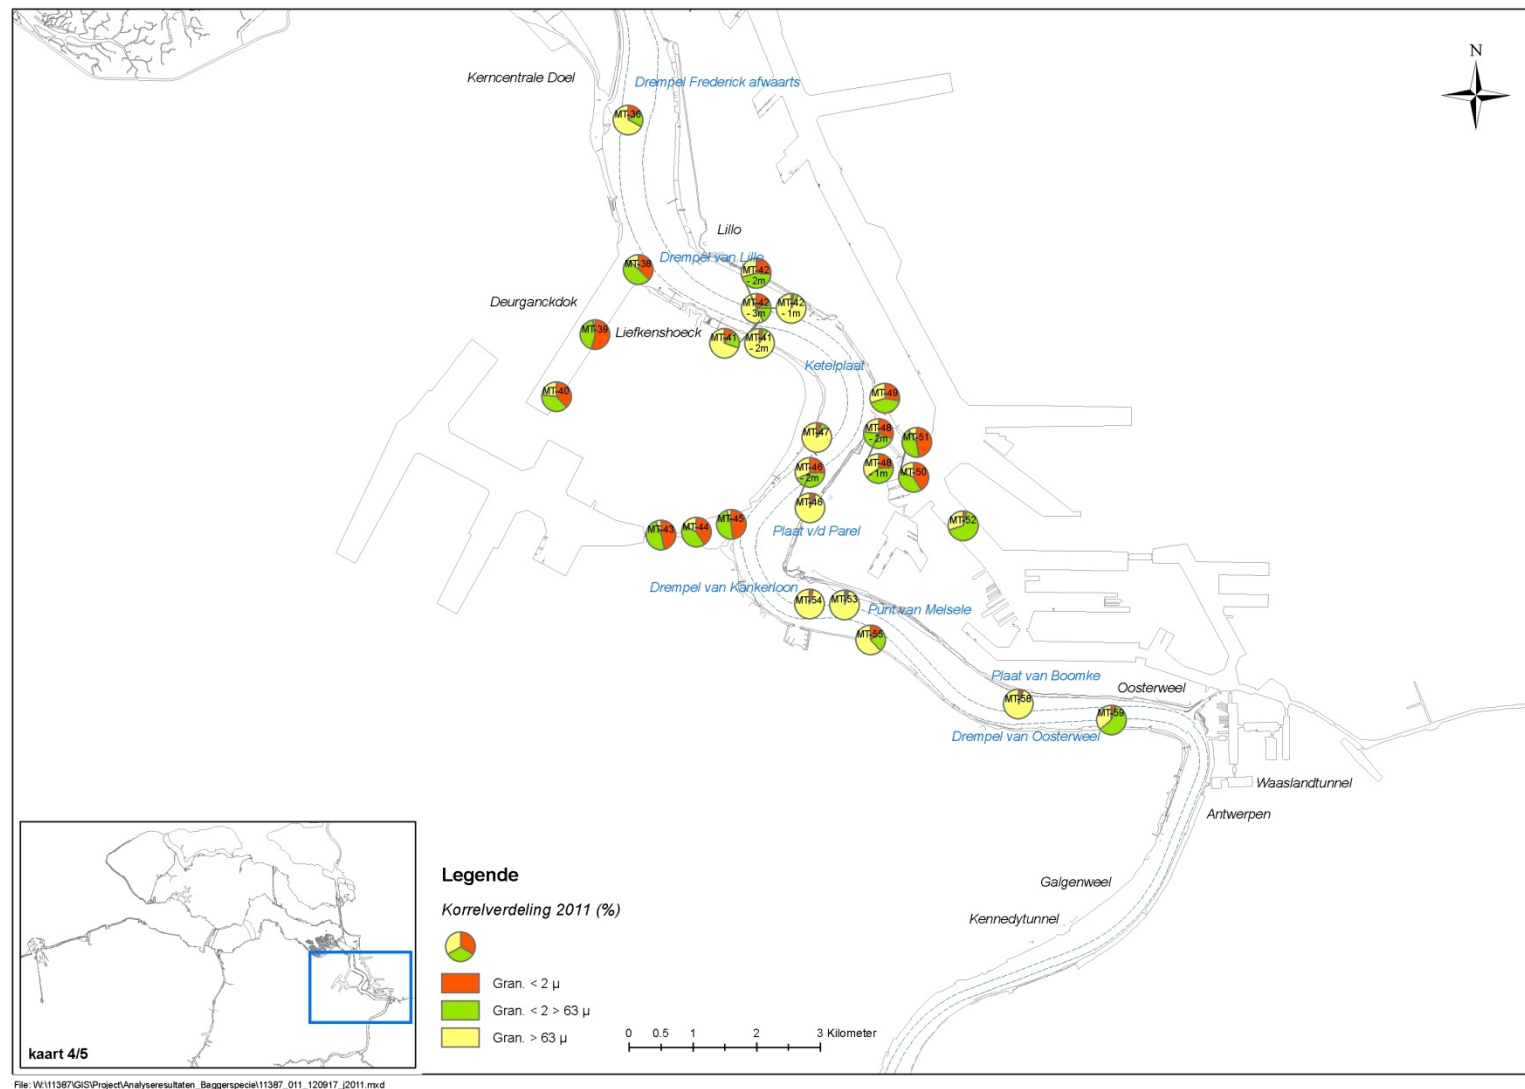 N
Kerncentrale Doel
Drempel Frederick afwaarts
MT-36
Lillo
Drempel van Lillo
MT-38
MT-42
- 2m
Deurganckdok
MT-42
- 3m
MT-42
- 1m
MT-39
Liefkenshoeck
MT-41
MT-41
- 2m
Ketelplaat
MT-40
MT-49
MT-47
MT-48
- 2m
MT-51
MT-46
- 2m
MT-48
- 1m
MT-50
MT-46
MT-43
MT-44
MT-45
Plaat v/d Parel
MT-52
Drempel van Kankerloon
MT-54
MT-53
Punt van Melsele
MT-55
Plaat van Boomke
Oosterweel
MT-58
MT-59
Drempel van Oosterweel
Waaslandtunnel
Antwerpen
Galgenweel
Kennedytunnel
Legende
Korrelverdeling 2011 (%)
Gran. < 2 µ
Gran. < 2 > 63 µ
Gran. > 63 µ
0 0.5 1 2 3 Kilometer
kaart 4/5
File: W:\11387\GIS\Project\Analyseresultaten_Baggerspecie\11387_011_120917_j2011.mxd